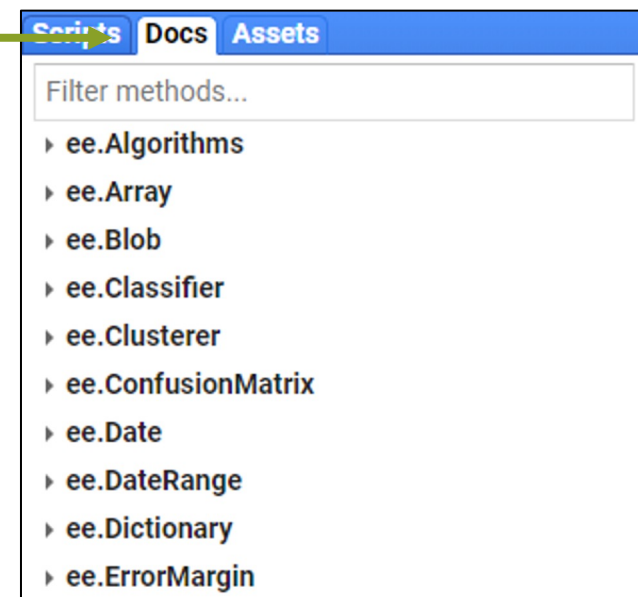 Scripts Docs Assets
Filter methods...
ee.Algorithms
ee.Array
ee.Blob
ee.Classifier
ee.Clusterer
ee.ConfusionMatrix
ee.Date
ee.DateRange
ee.Dictionary
ee.ErrorMargin